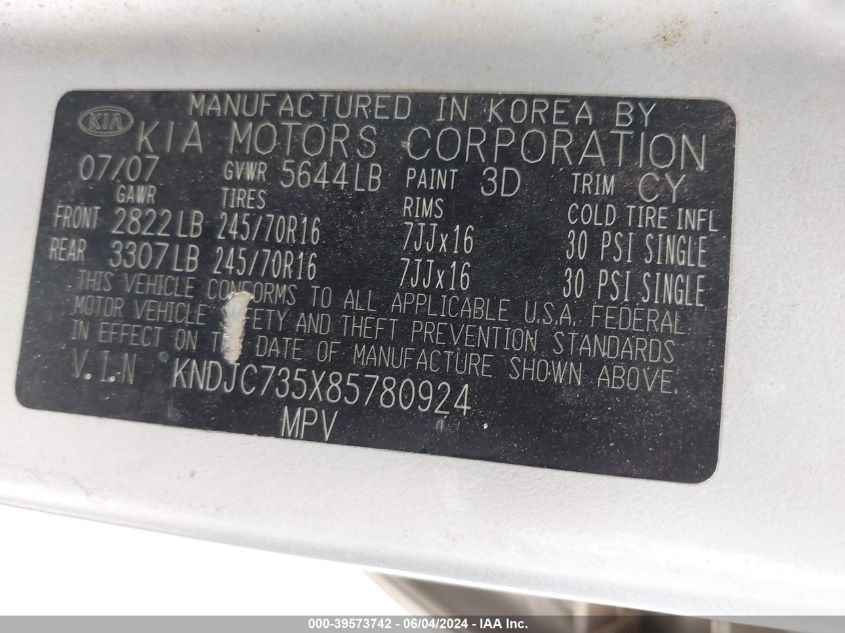 KIA
MANUFACTURED IN KOREA BY
KIA MOTORS CORPORATION
07/07 GVWR 5644LB PAINT 3D TRIM CY
GAWR TIRES RIMS COLD TIRE INFL
FRONT 2822LB 245/70R16 7JJx16 30 PSI SINGLE
REAR 3307LB 245/70R16 7JJx16 30 PSI SINGLE
THIS VEHICLE CONFORMS TO ALL APPLICABLE U.S.A. FEDERAL
MOTOR VEHICLE FETY AND THEFT PREVENTION STANDARDS
IN EFFECT ON T DATE OF MANUFACTURE SHOWN ABOVE.
V.I.N KNDJC735X85780924
MPV
000-39573742 - 06/04/2024 - IAA Inc.